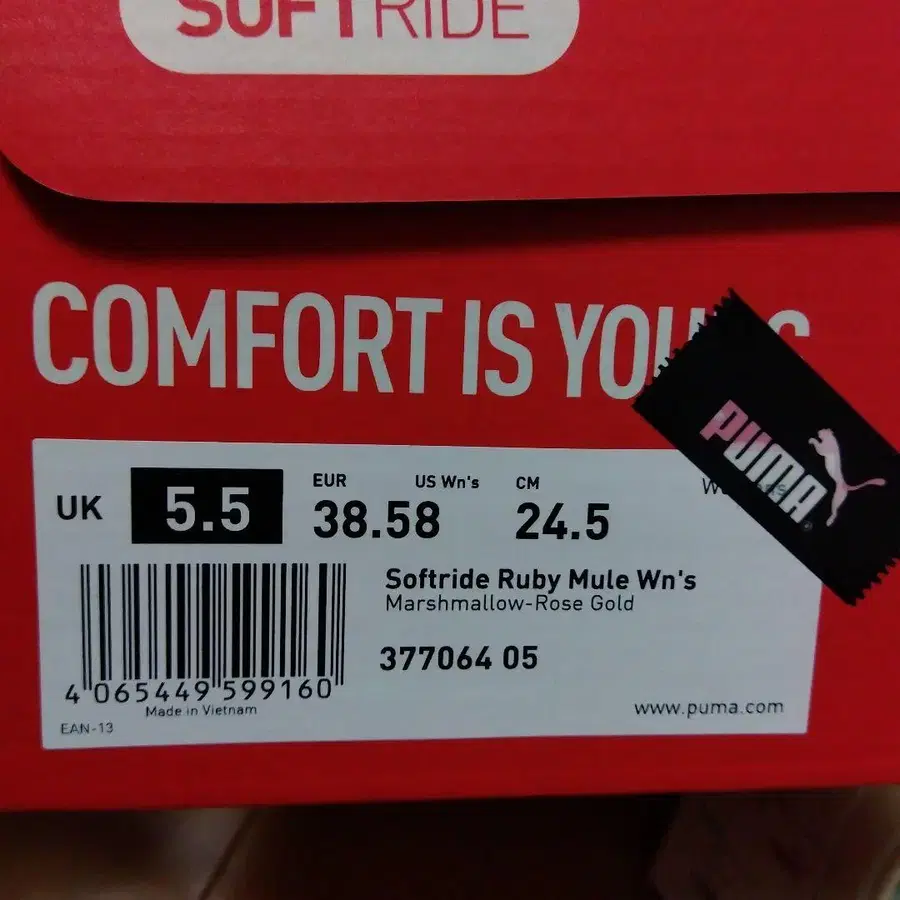 SOFTRIDE
COMFORT IS YOU
UK 5.5
EUR US Wn's CM
38.58 24.5
PUMA
Softride Ruby Mule Wn's
Marshmallow-Rose Gold
377064 05
4 065449 599160
Made in Vietnam
EAN-13
www.puma.com